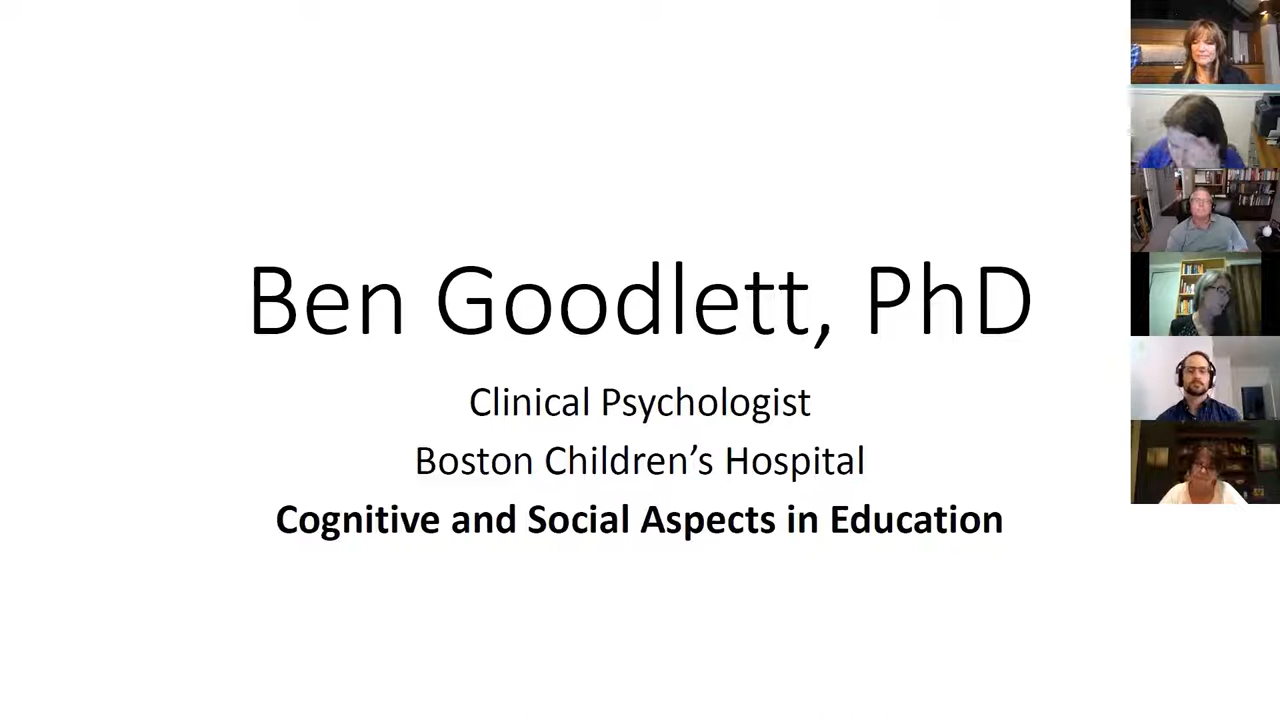 Ben Goodlett, PhD
Clinical Psychologist
Boston Children’s Hospital
Cognitive and Social Aspects in Education